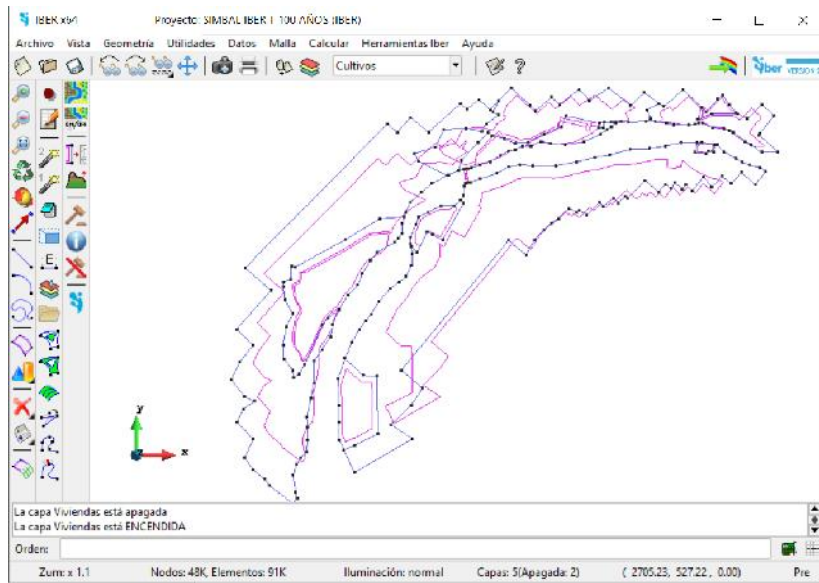 IBER x64 Proyecto: SIMBAL IBER T 100 AÑOS (IBER)
Archivo Vista Geometría Utilidades Datos Malla Calcular Herramientas Iber Ayuda
Cultivos
Iber VERSION
E
y
x
La capa Viviendas está apagada
La capa Viviendas está ENCENDIDA
Orden:
Zum: x 1.1 Nodos: 48K, Elementos: 91K Iluminación: normal Capas: 5(Apagada: 2) ( 2705.23, 527.22 , 0.00) Pre